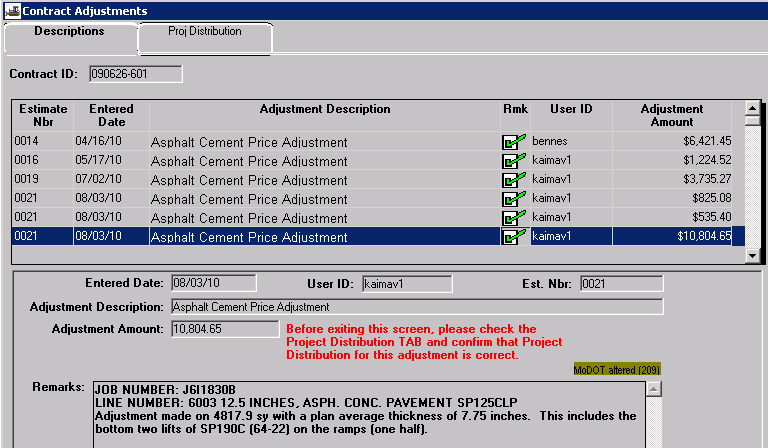 Contract Adjustments
Descriptions Proj Distribution
Contract ID: 090626-601
Estimate Nbr Entered Date Adjustment Description Rmk User ID Adjustment Amount
0014 04/16/10 Asphalt Cement Price Adjustment bennes $6,421.45
0016 05/17/10 Asphalt Cement Price Adjustment kaimav1 $1,224.52
0019 07/02/10 Asphalt Cement Price Adjustment kaimav1 $3,735.27
0021 08/03/10 Asphalt Cement Price Adjustment kaimav1 $825.08
0021 08/03/10 Asphalt Cement Price Adjustment kaimav1 $535.40
0021 08/03/10 Asphalt Cement Price Adjustment kaimav1 $10,804.65
Entered Date: 08/03/10 User ID: kaimav1 Est. Nbr: 0021
Adjustment Description: Asphalt Cement Price Adjustment
Adjustment Amount: 10,804.65
Before exiting this screen, please check the
Project Distribution TAB and confirm that Project
Distribution for this adjustment is correct.
MoDOT altered (209)
Remarks: JOB NUMBER: J6I1830B
LINE NUMBER: 6003 12.5 INCHES, ASPH. CONC. PAVEMENT SP125CLP
Adjustment made on 4817.9 sy with a plan average thickness of 7.75 inches. This includes the
bottom two lifts of SP190C (64-22) on the ramps (one half).